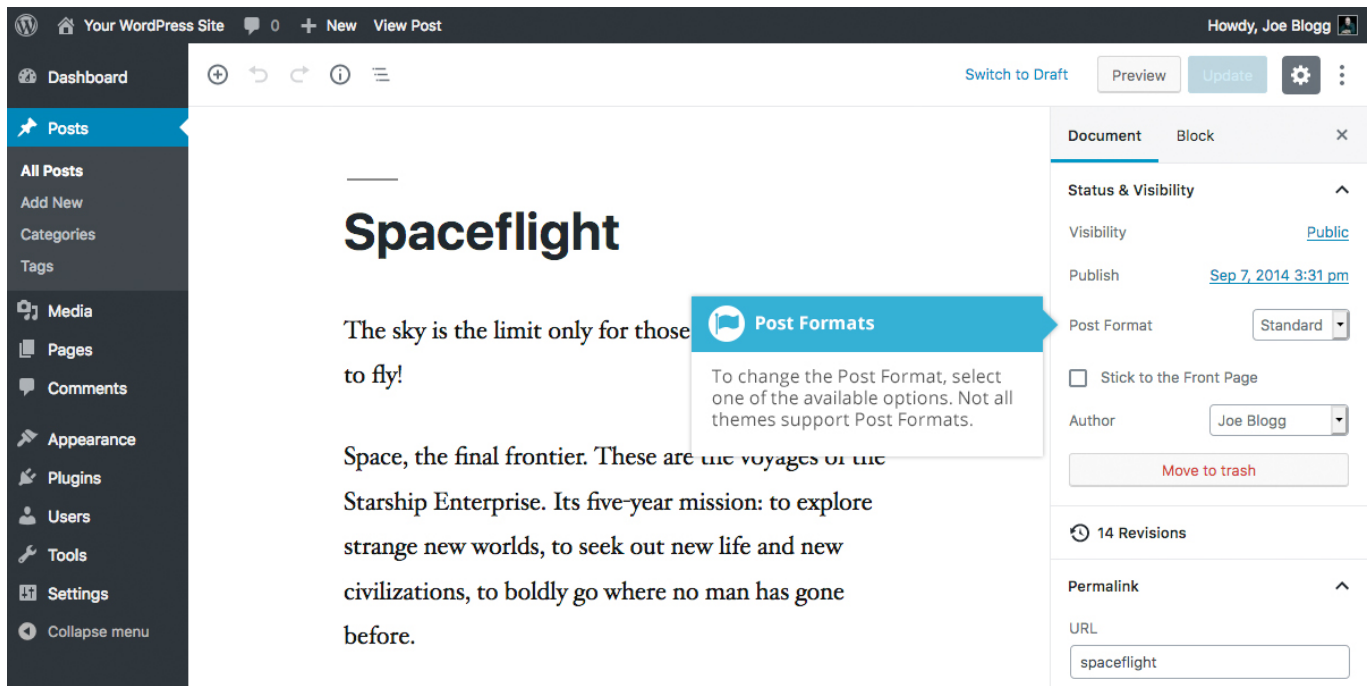 Your WordPress Site 0 New View Post Howdy, Joe Blogg
Dashboard
Switch to Draft Preview Update
Posts
All Posts
Add New
Categories
Tags
Media
Pages
Comments
Appearance
Plugins
Users
Tools
Settings
Collapse menu
Spaceflight
The sky is the limit only for those
to fly!
Space, the final frontier. These are the voyages of the
Starship Enterprise. Its five-year mission: to explore
strange new worlds, to seek out new life and new
civilizations, to boldly go where no man has gone
before.
Post Formats
To change the Post Format, select
one of the available options. Not all
themes support Post Formats.
Document Block
Status & Visibility
Visibility Public
Publish Sep 7, 2014 3:31 pm
Post Format Standard
Stick to the Front Page
Author Joe Blogg
Move to trash
14 Revisions
Permalink
URL
spaceflight